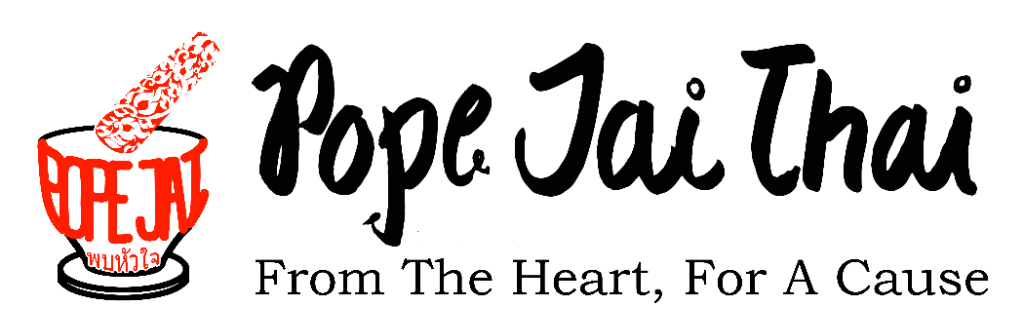 POPE JAI
พบหัวใจ
Pope Jai Thai
From The Heart, For A Cause